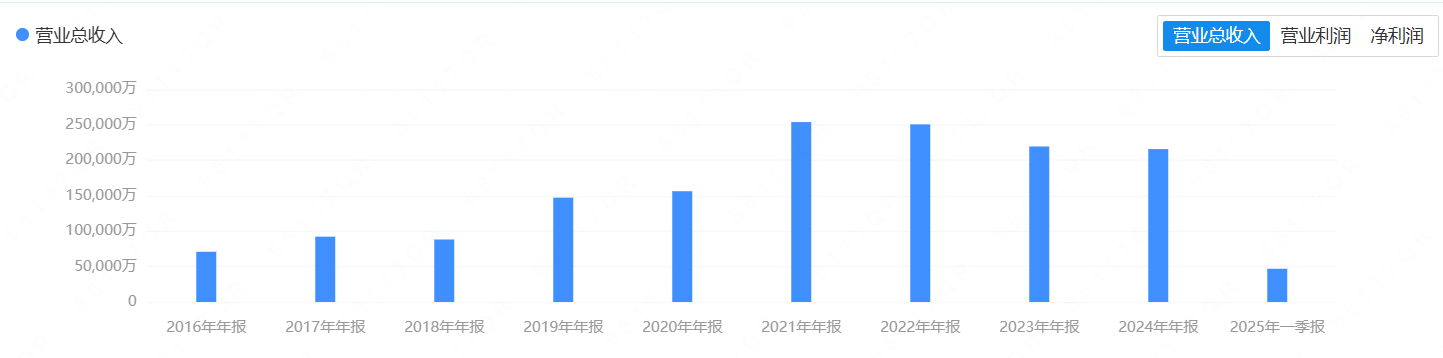 营业总收入
营业总收入 营业利润 净利润
300,000万
250,000万
200,000万
150,000万
100,000万
50,000万
0
2016年年报 2017年年报 2018年年报 2019年年报 2020年年报 2021年年报 2022年年报 2023年年报 2024年年报 2025年一季报